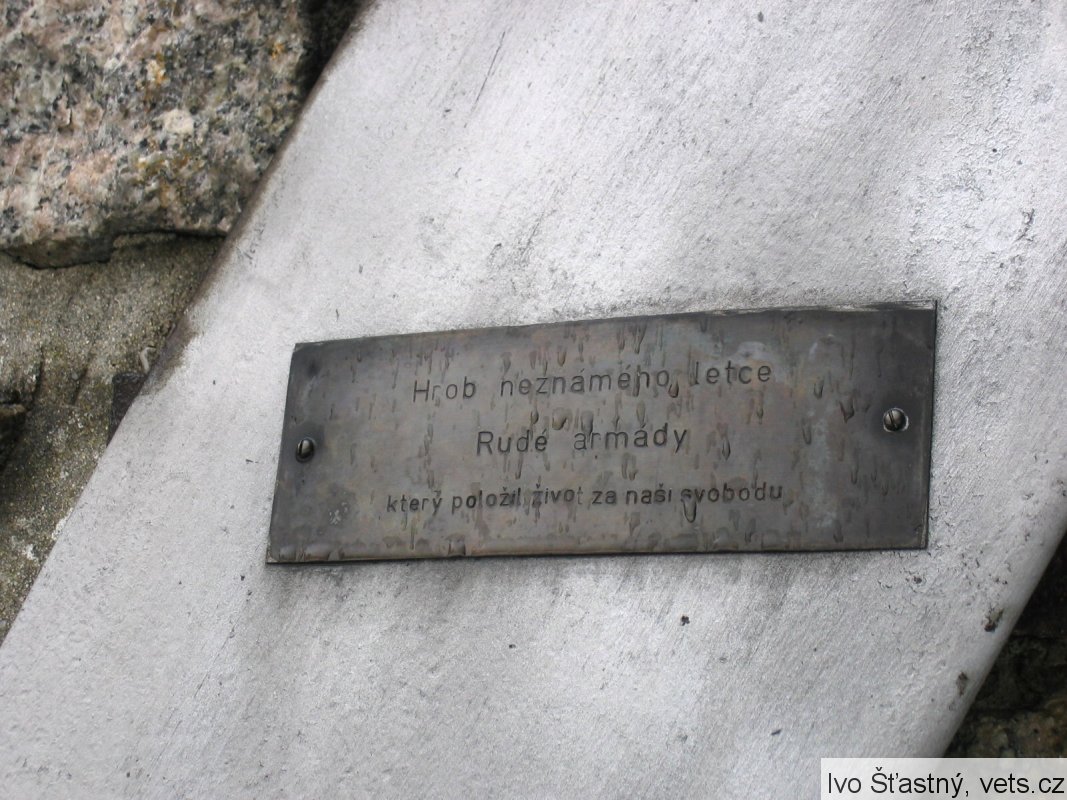 Hrob neznámého letce
Rudé armády
který položil život za naši svobodu
Ivo Šťastný, vets.cz